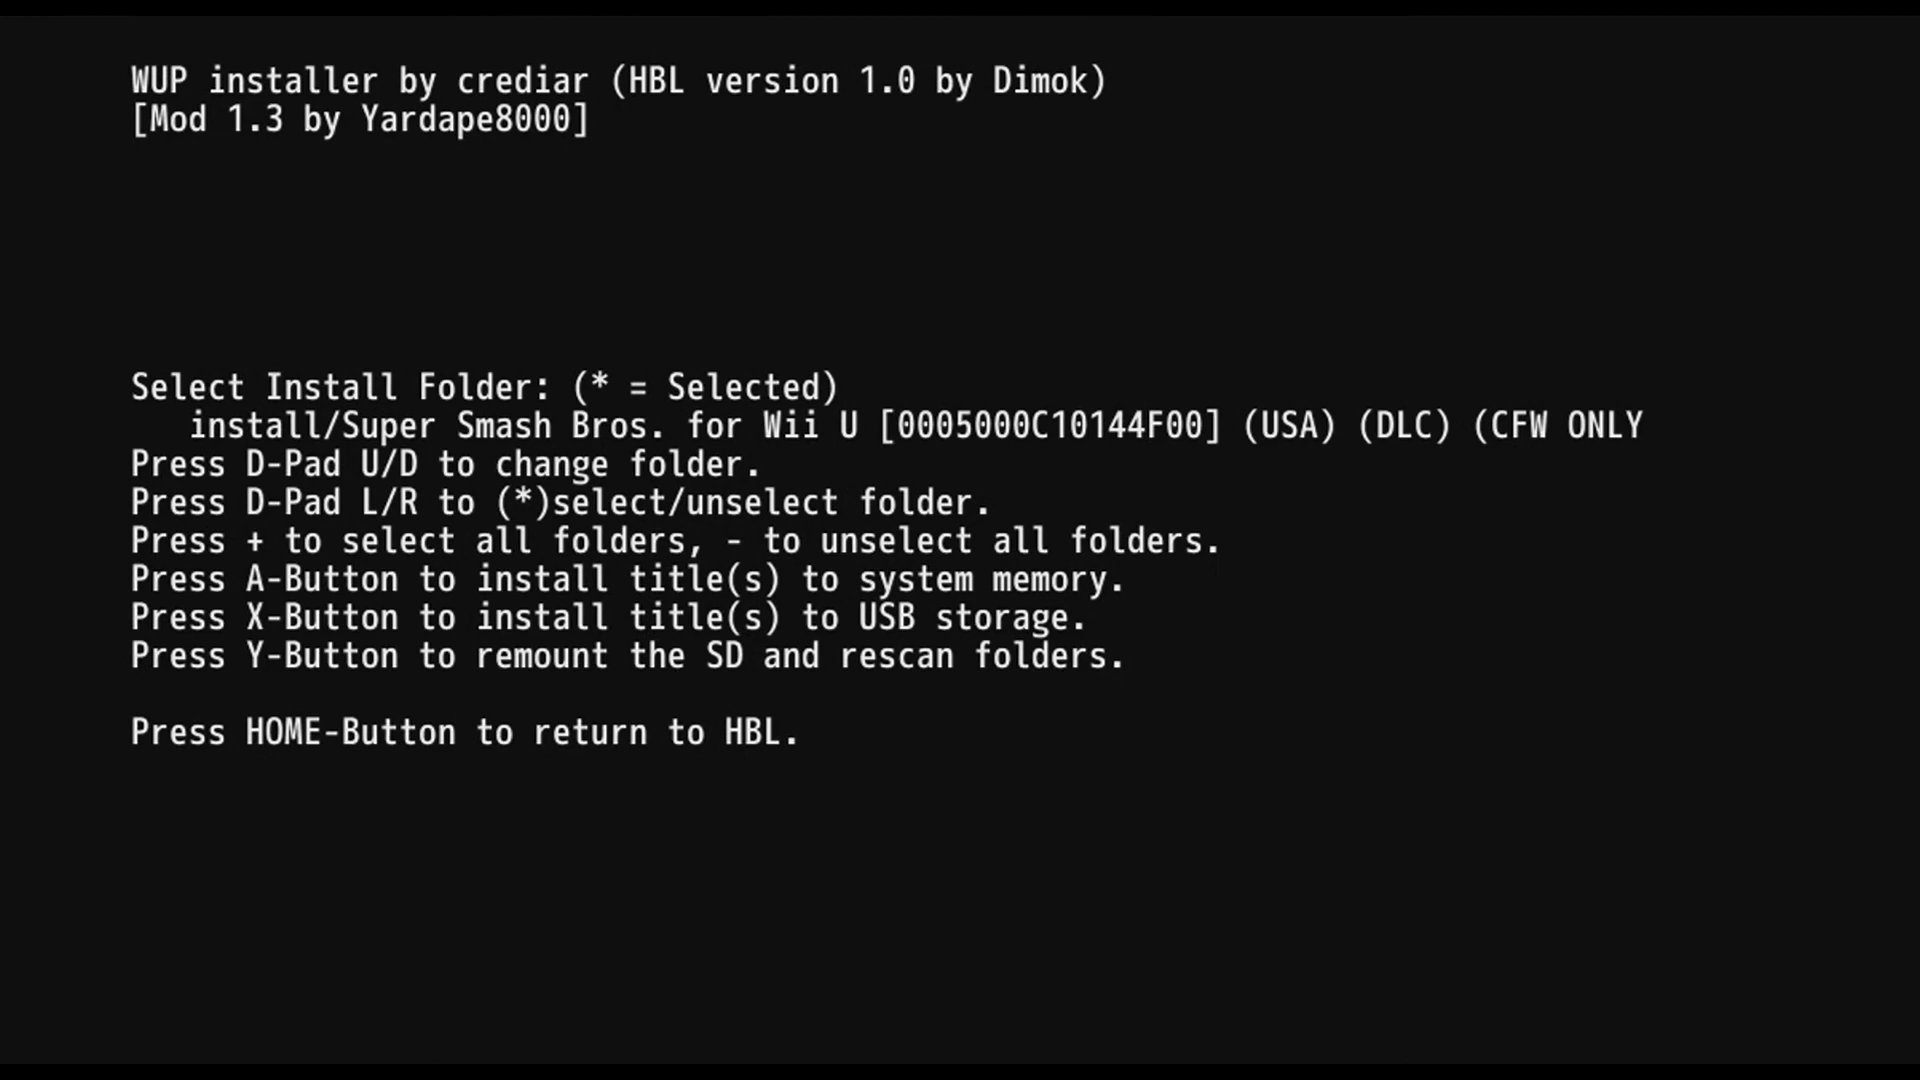 WUP installer by crediar (HBL version 1.0 by Dimok)
[Mod 1.3 by Yardape8000]
Select Install Folder: (* = Selected)
install/Super Smash Bros. for Wii U [0005000C10144F00] (USA) (DLC) (CFW ONLY
Press D-Pad U/D to change folder.
Press D-Pad L/R to (*)select/unselect folder.
Press + to select all folders, - to unselect all folders.
Press A-Button to install title(s) to system memory.
Press X-Button to install title(s) to USB storage.
Press Y-Button to remount the SD and rescan folders.
Press HOME-Button to return to HBL.